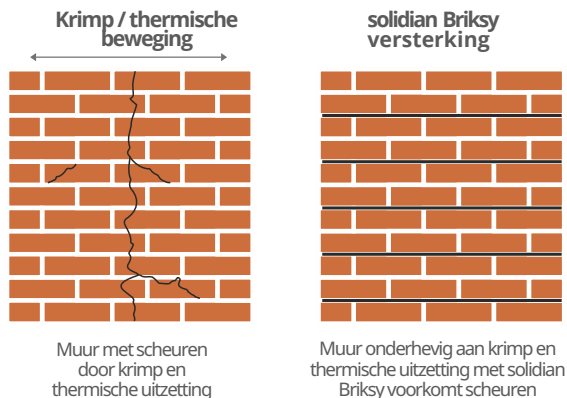 Krimp / thermische
beweging
Muur met scheuren
door krimp en
thermische uitzetting
solidian Briksy
versterking
Muur onderhevig aan krimp en
thermische uitzetting met solidian
Briksy voorkomt scheuren